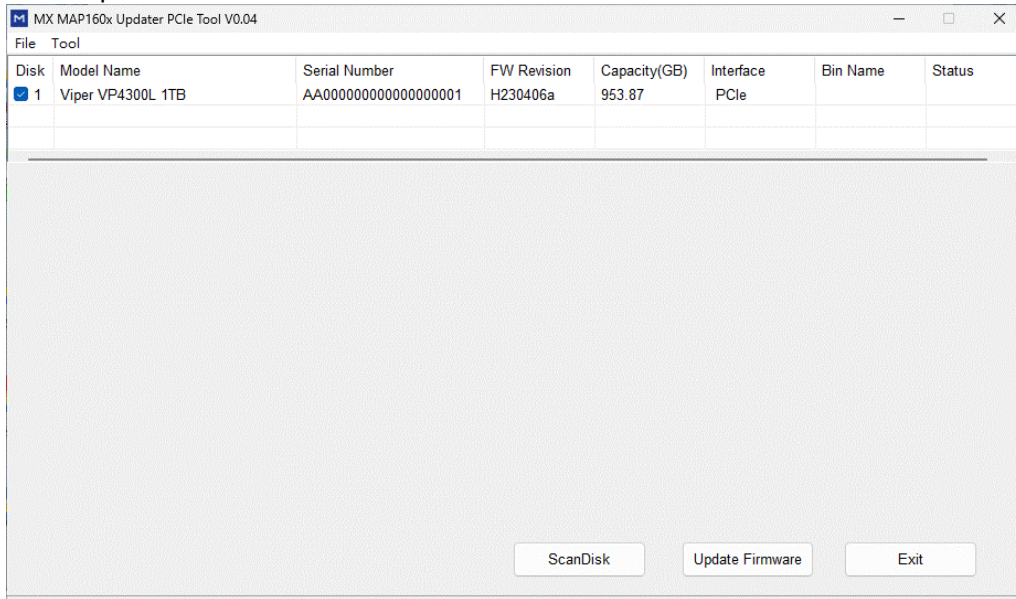 MX MAP160x Updater PCIe Tool V0.04
File Tool
Disk Model Name Serial Number FW Revision Capacity(GB) Interface Bin Name Status
1 Viper VP4300L 1TB AA000000000000000001 H230406a 953.87 PCIe
ScanDisk Update Firmware Exit